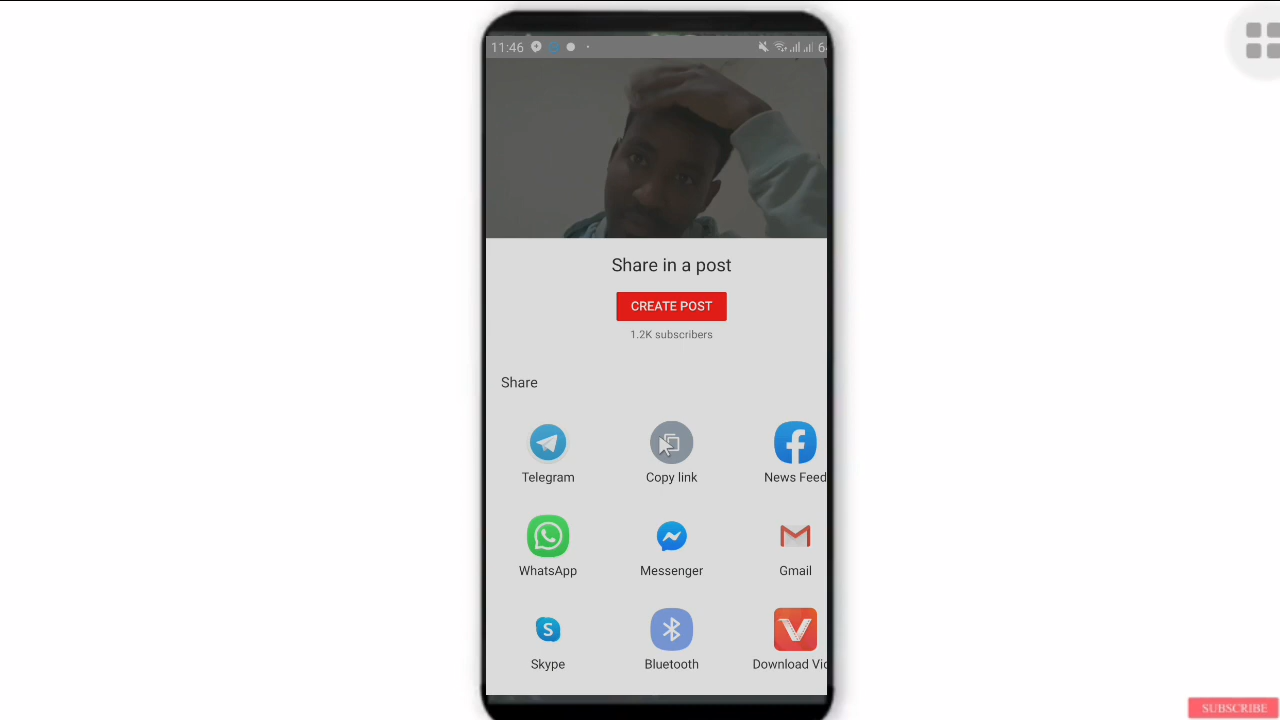 11:46
Share in a post
CREATE POST
1.2K subscribers
Share
Telegram
Copy link
News Feed
WhatsApp
Messenger
Gmail
Skype
Bluetooth
Download
SUBSCRIBE